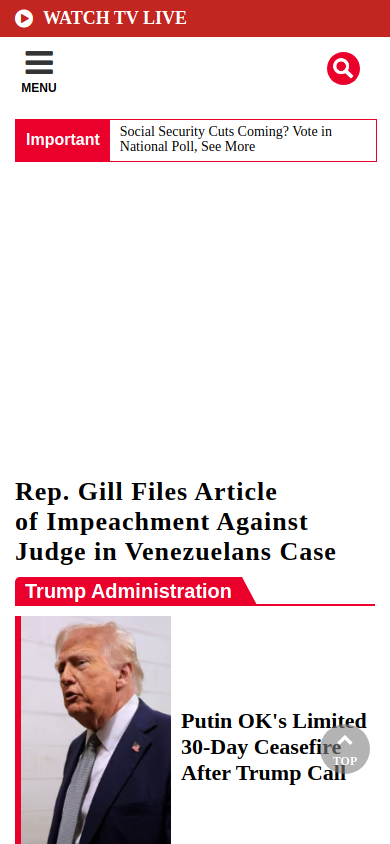 WATCH TV LIVE
MENU
Important
Social Security Cuts Coming? Vote in
National Poll, See More
Rep. Gill Files Article
of Impeachment Against
Judge in Venezuelans Case
Trump Administration
Putin OK's Limited
30-Day Ceasefire
After Trump Call
TOP